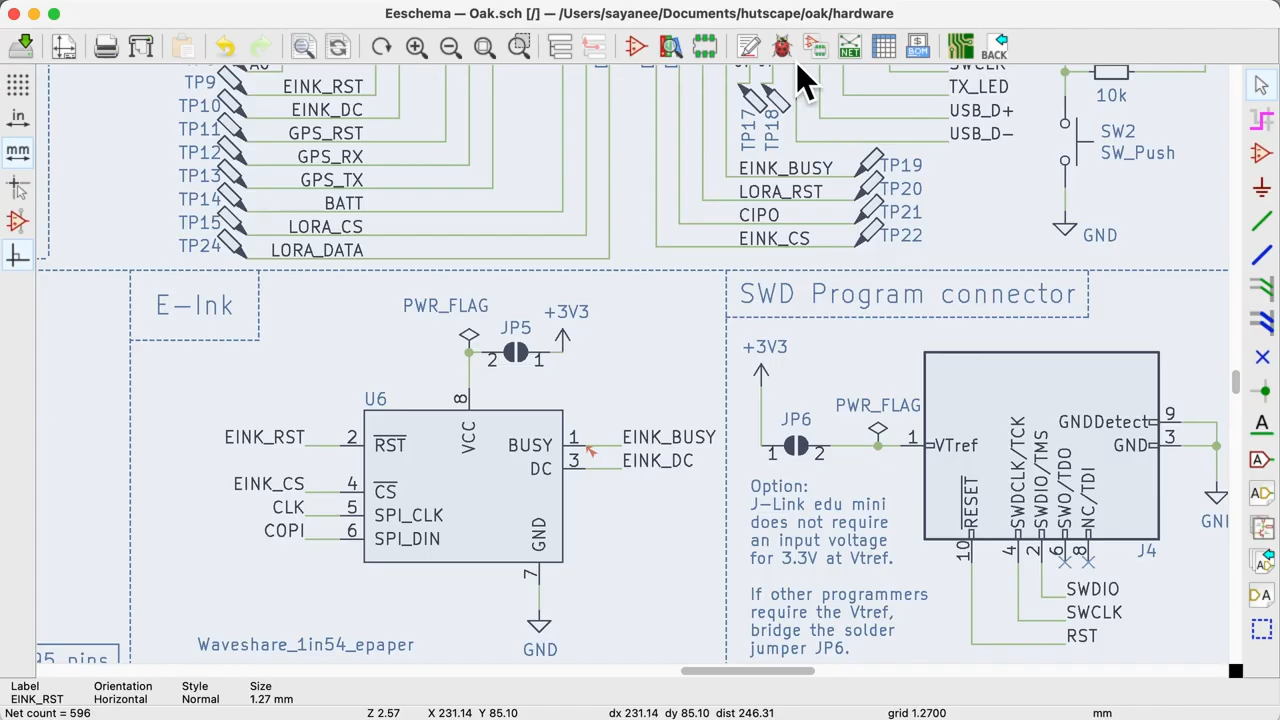 Eeschema — Oak.sch [/] — /Users/sayanee/Documents/hutscape/oak/hardware
NET
BOM
BACK
in
mm
TP9
TP10
TP11
TP12
TP13
TP14
TP15
TP24
A0
EINK_RST
EINK_DC
GPS_RST
GPS_RX
GPS_TX
BATT
LORA_CS
LORA_DATA
TP17
TP18
SWCLK
TX_LED
USB_D+
USB_D-
EINK_BUSY
LORA_RST
CIPO
EINK_CS
TP19
TP20
TP21
TP22
10k
SW2
SW_Push
GND
E-Ink
PWR_FLAG
+3V3
JP5
2
1
U6
8
VCC
EINK_RST
2
RST
BUSY
1
EINK_BUSY
DC
3
EINK_DC
EINK_CS
4
CS
CLK
5
SPI_CLK
COPI
6
SPI_DIN
GND
7
GND
Waveshare_1in54_epaper
SWD Program connector
+3V3
JP6
PWR_FLAG
1
2
1
VTref
GNDDetect
9
GND
3
RESET
SWDCLK/TCK
SWDIO/TMS
SWO/TDO
NC/TDI
10
4
2
6
8
J4
SWDIO
SWCLK
RST
Option:
J-Link edu mini
does not require
an input voltage
for 3.3V at Vtref.
If other programmers
require the Vtref,
bridge the solder
jumper JP6.
Label
EINK_RST
Orientation
Horizontal
Style
Normal
Size
1.27 mm
Net count = 596
Z 2.57
X 231.14 Y 85.10
dx 231.14 dy 85.10 dist 246.31
grid 1.2700
mm